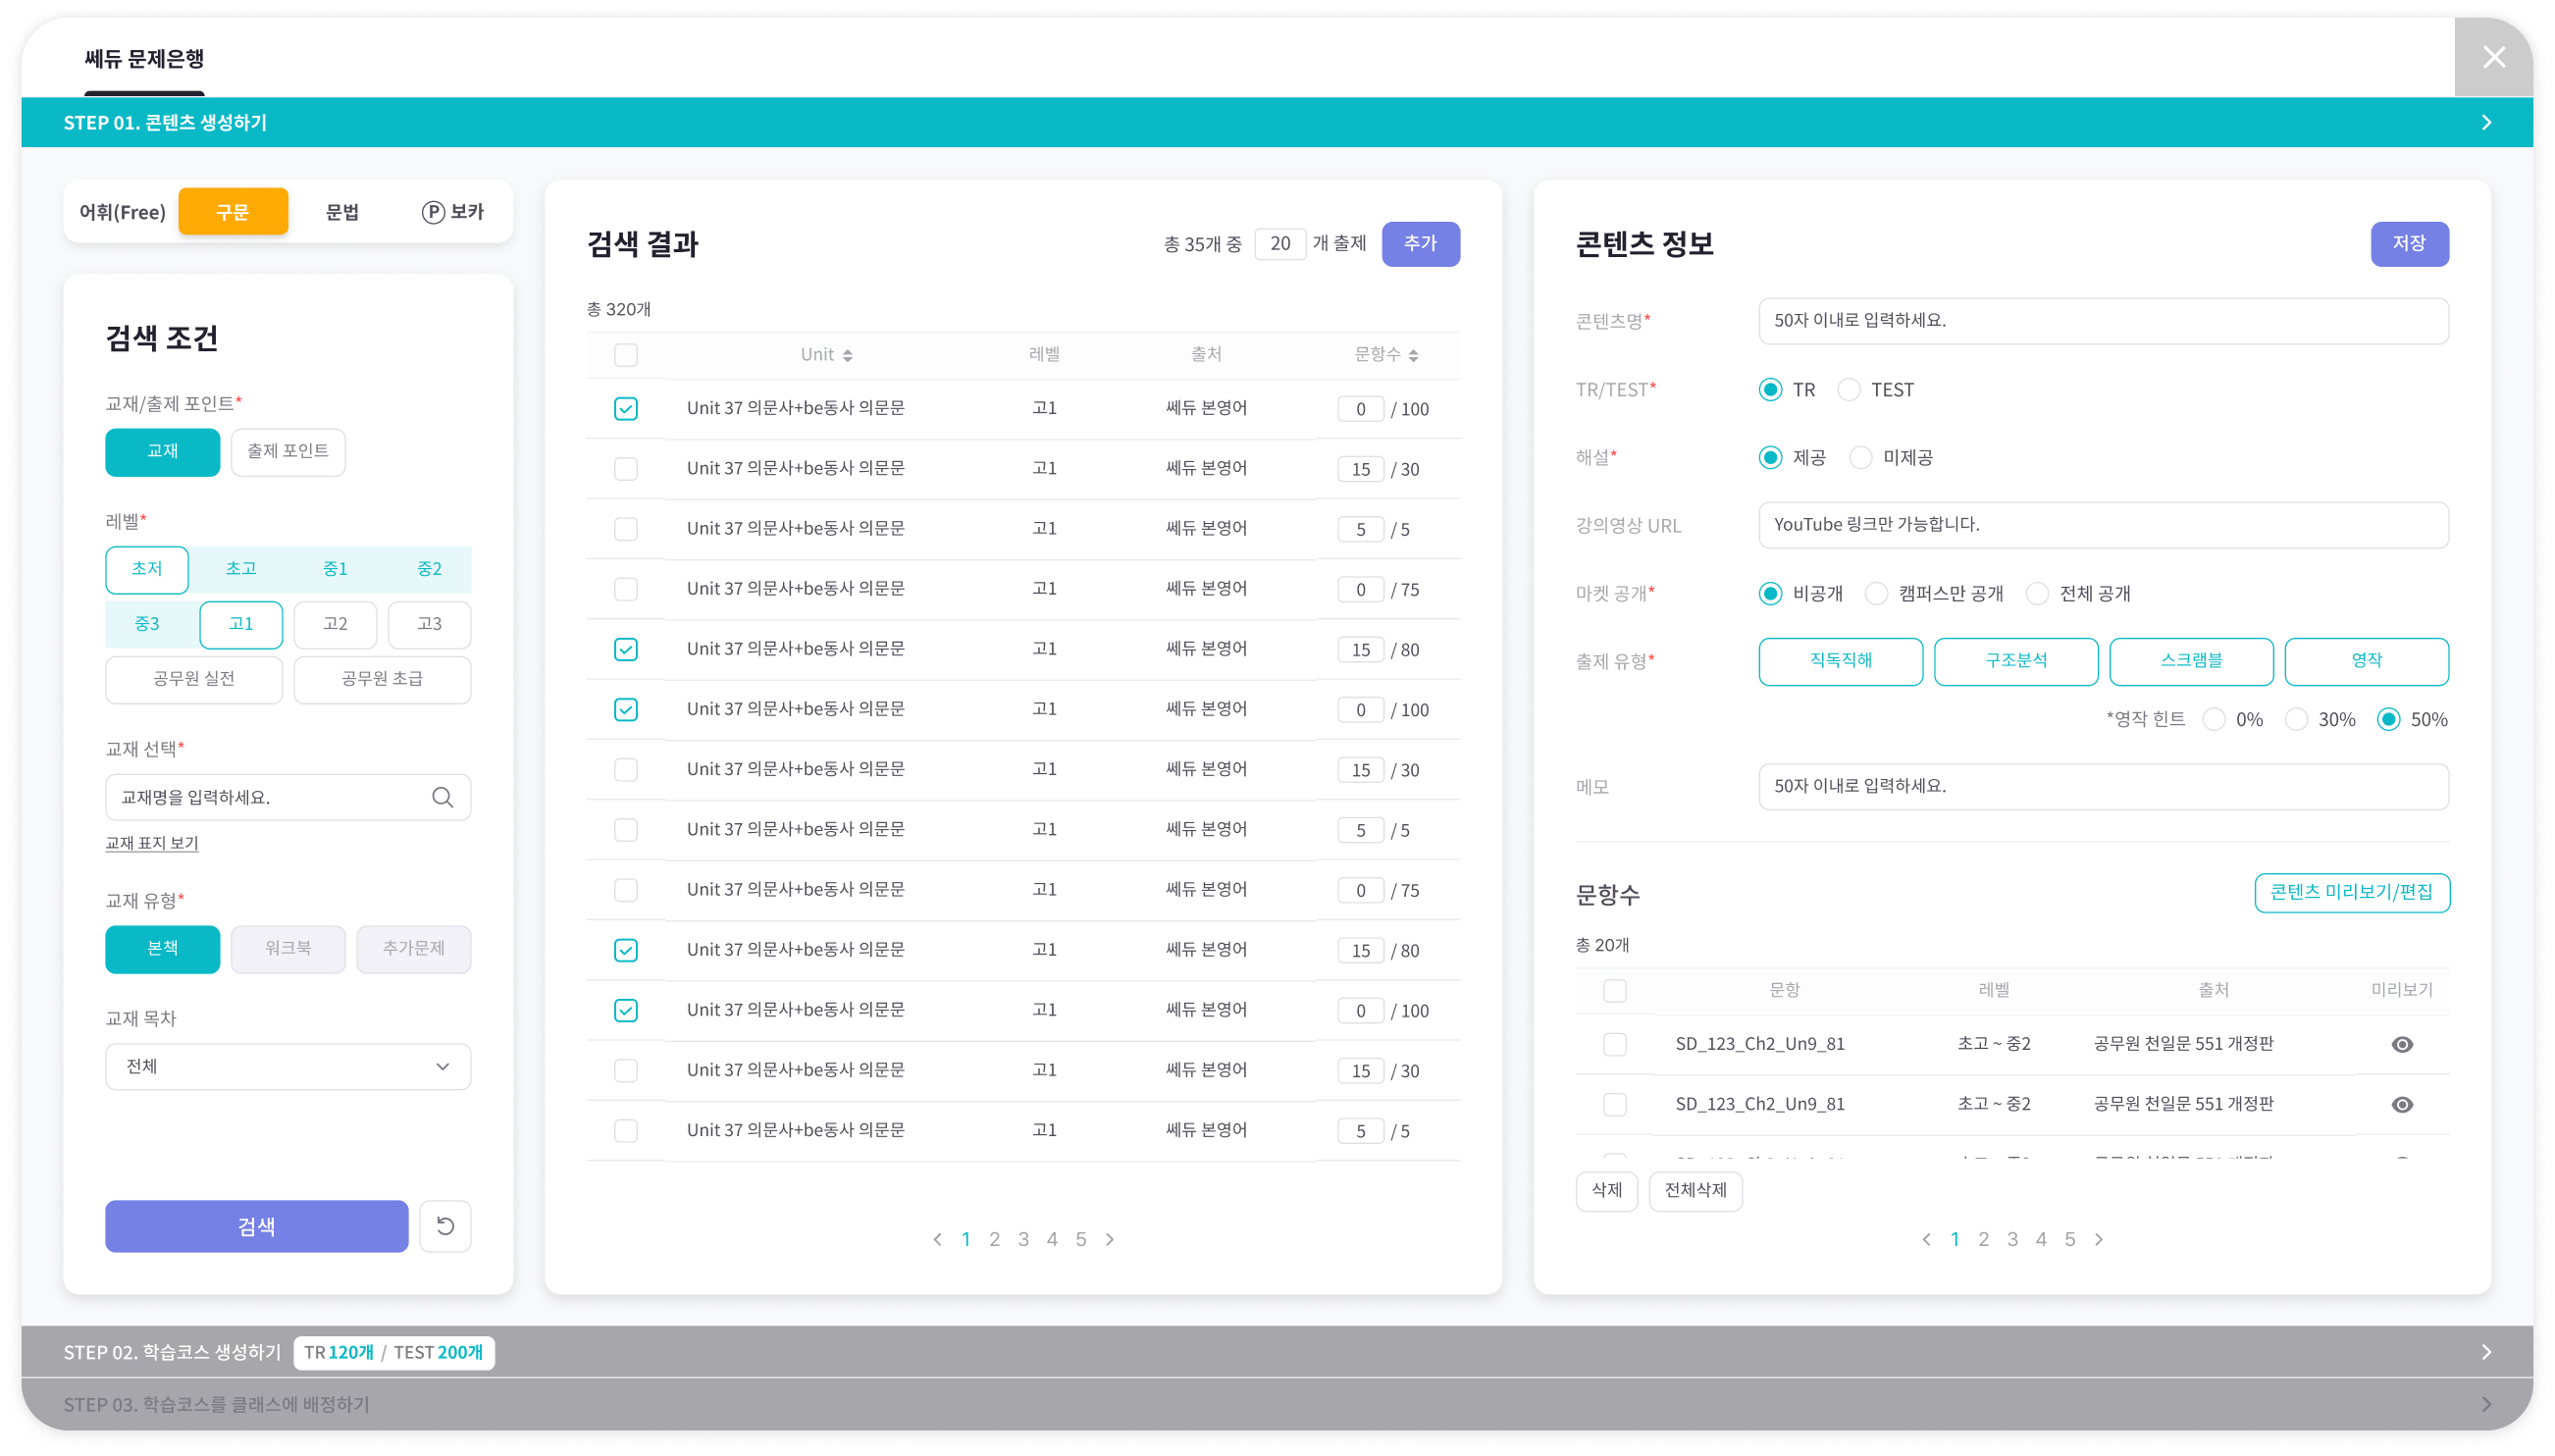 쎄듀 문제은행
STEP 01. 콘텐츠 생성하기
어휘(Free) 구문 문법 Ⓟ 보카
검색 조건
교재/출제 포인트*
교재 출제 포인트
레벨*
초저 초고 중1 중2
중3 고1 고2 고3
공무원 실전 공무원 초급
교재 선택*
교재명을 입력하세요.
교재 표지 보기
교재 유형*
본책 워크북 추가문제
교재 목차
전체
검색
검색 결과 총 35개 중 20 개 출제 추가
총 320개
Unit 레벨 출처 문항수
Unit 37 의문사+be동사 의문문 고1 쎄듀 본영어 0 / 100
Unit 37 의문사+be동사 의문문 고1 쎄듀 본영어 15 / 30
Unit 37 의문사+be동사 의문문 고1 쎄듀 본영어 5 / 5
Unit 37 의문사+be동사 의문문 고1 쎄듀 본영어 0 / 75
Unit 37 의문사+be동사 의문문 고1 쎄듀 본영어 15 / 80
Unit 37 의문사+be동사 의문문 고1 쎄듀 본영어 0 / 100
Unit 37 의문사+be동사 의문문 고1 쎄듀 본영어 15 / 30
Unit 37 의문사+be동사 의문문 고1 쎄듀 본영어 5 / 5
Unit 37 의문사+be동사 의문문 고1 쎄듀 본영어 0 / 75
Unit 37 의문사+be동사 의문문 고1 쎄듀 본영어 15 / 80
Unit 37 의문사+be동사 의문문 고1 쎄듀 본영어 0 / 100
Unit 37 의문사+be동사 의문문 고1 쎄듀 본영어 15 / 30
Unit 37 의문사+be동사 의문문 고1 쎄듀 본영어 5 / 5
1 2 3 4 5
콘텐츠 정보 저장
콘텐츠명* 50자 이내로 입력하세요.
TR/TEST* TR TEST
해설* 제공 미제공
강의영상 URL YouTube 링크만 가능합니다.
마켓 공개* 비공개 캠퍼스만 공개 전체 공개
출제 유형* 직독직해 구조분석 스크램블 영작
*영작 힌트 0% 30% 50%
메모 50자 이내로 입력하세요.
문항수 콘텐츠 미리보기/편집
총 20개
문항 레벨 출처 미리보기
SD_123_Ch2_Un9_81 초고 ~ 중2 공무원 천일문 551 개정판
SD_123_Ch2_Un9_81 초고 ~ 중2 공무원 천일문 551 개정판
삭제 전체삭제
1 2 3 4 5
STEP 02. 학습코스 생성하기 TR 120개 / TEST 200개
STEP 03. 학습코스를 클래스에 배정하기